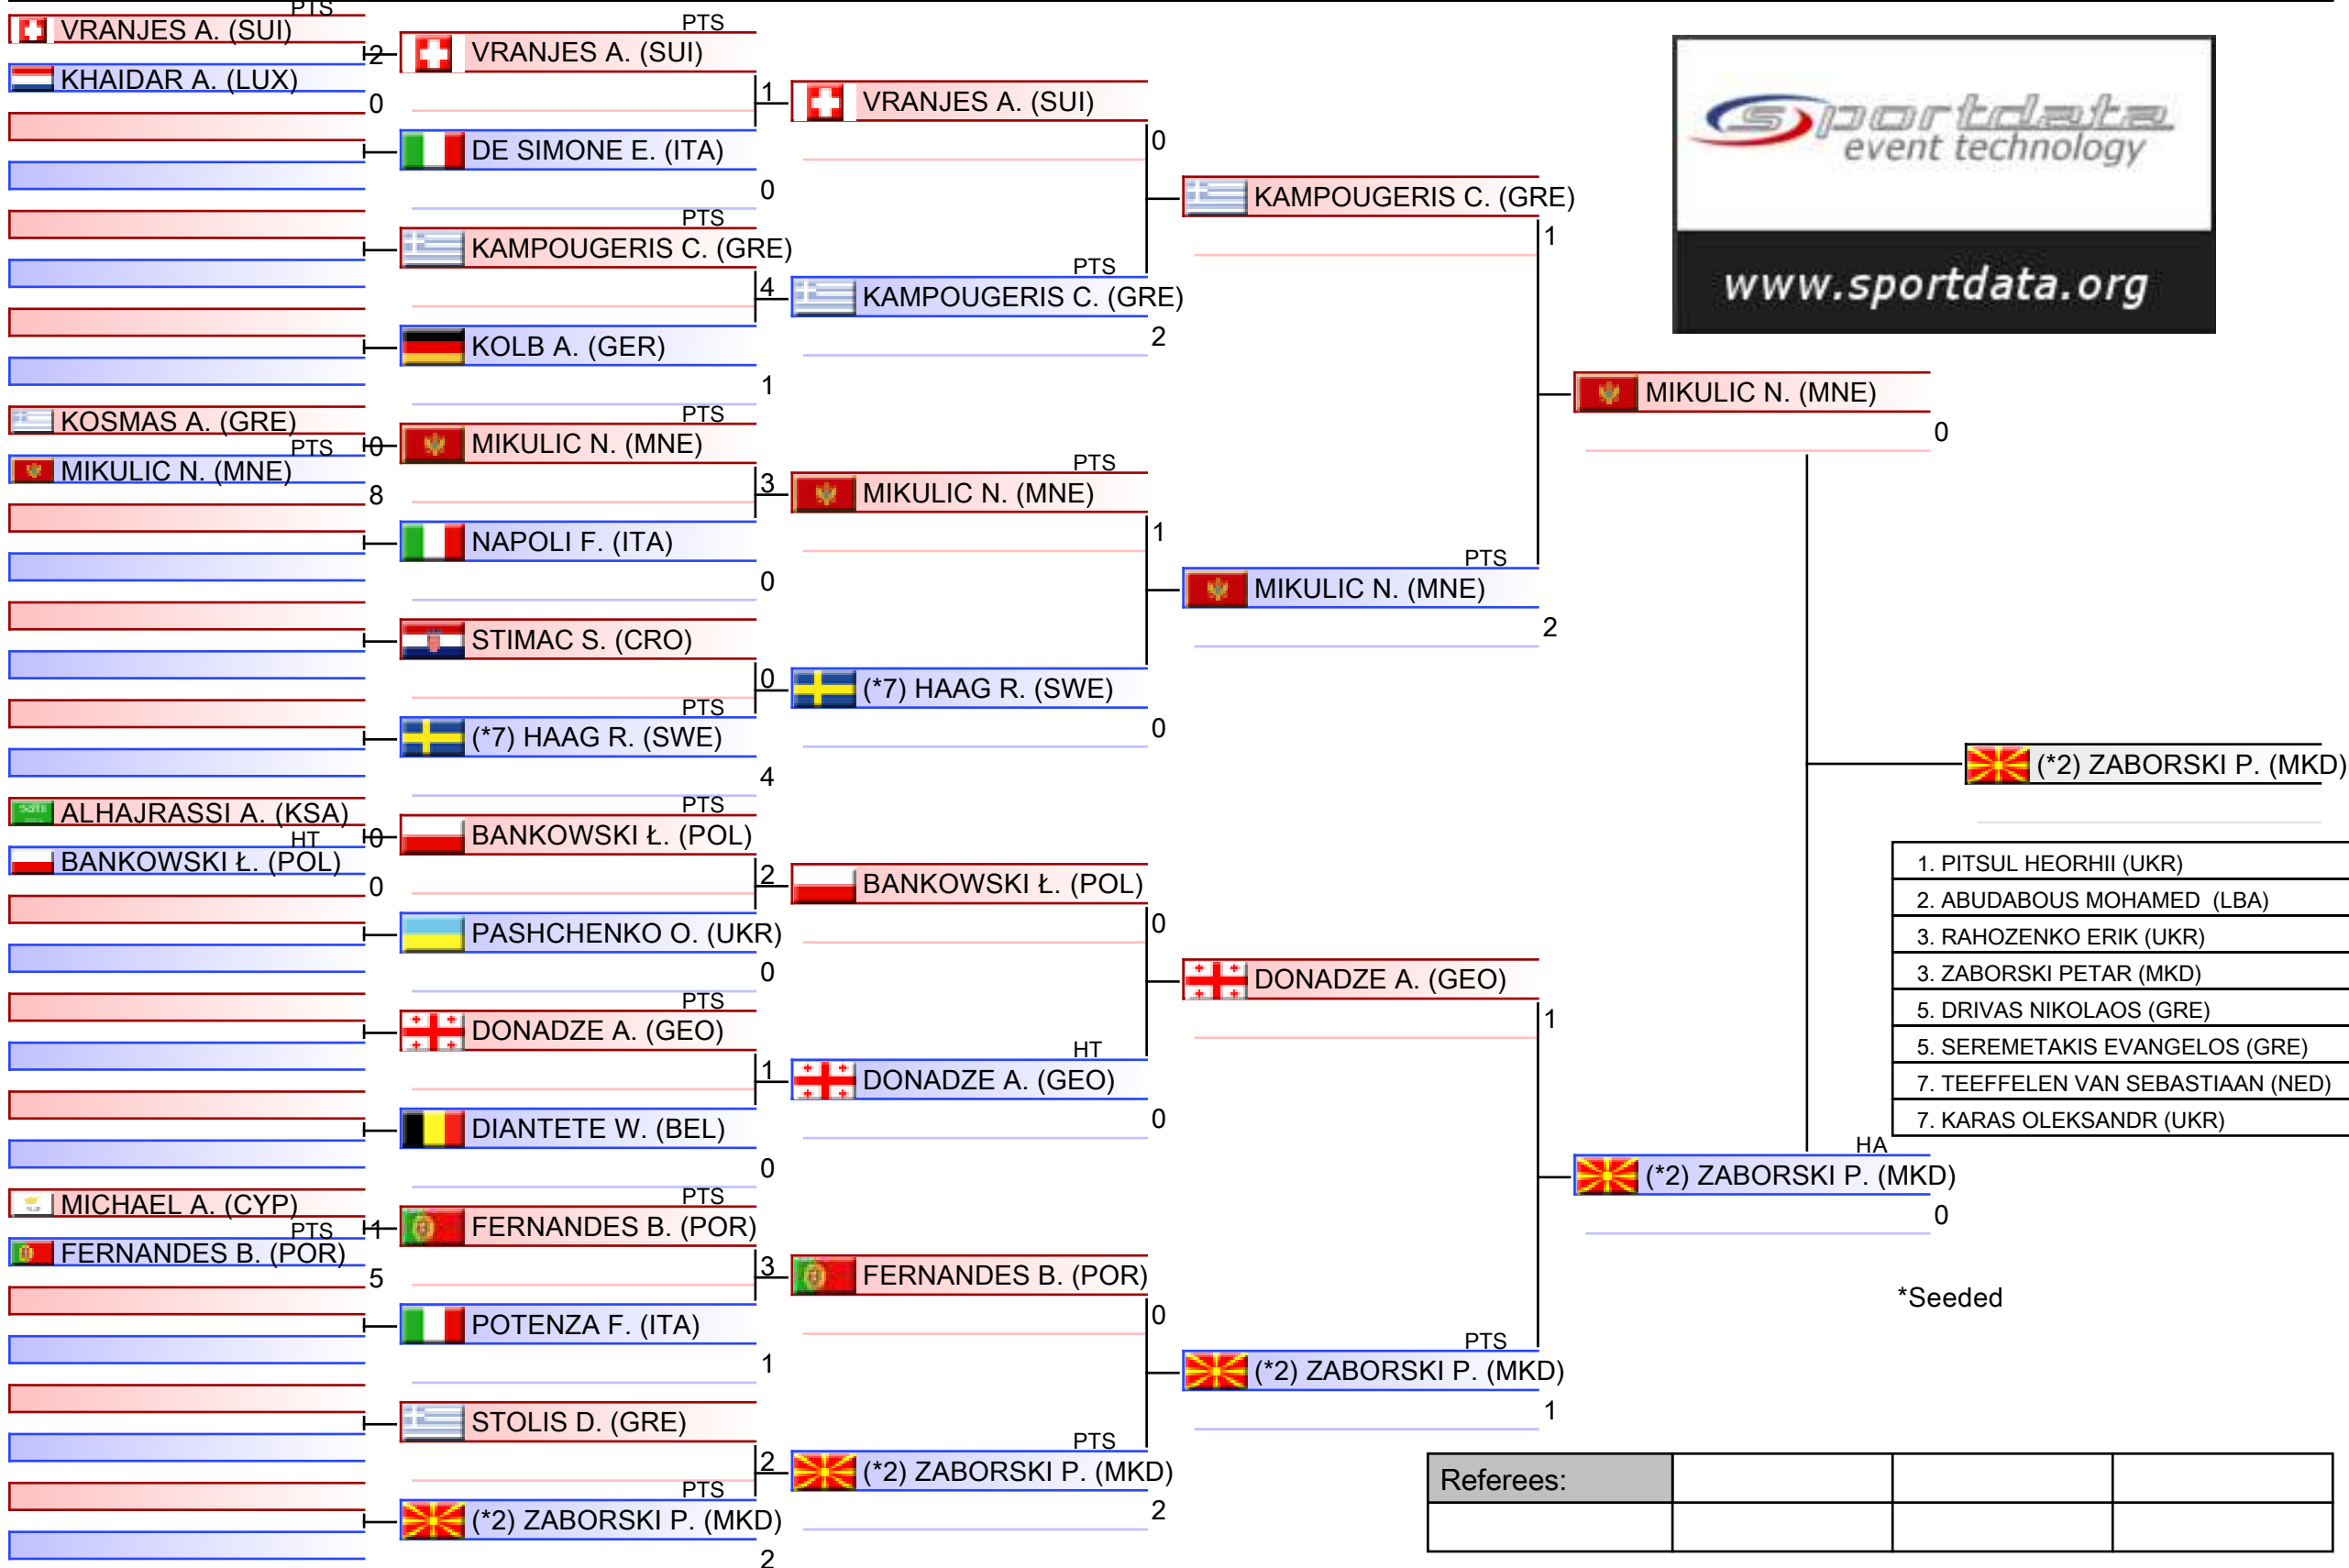 PTS
VRANJES A. (SUI)
2
KHAIDAR A. (LUX)
0
KOSMAS A. (GRE)
0
PTS
MIKULIC N. (MNE)
8
ALHAJRASSI A. (KSA)
0
HT
BANKOWSKI Ł. (POL)
0
MICHAEL A. (CYP)
1
PTS
FERNANDES B. (POR)
5
PTS
VRANJES A. (SUI)
1
DE SIMONE E. (ITA)
0
PTS
KAMPOUGERIS C. (GRE)
4
KOLB A. (GER)
1
PTS
MIKULIC N. (MNE)
3
NAPOLI F. (ITA)
0
STIMAC S. (CRO)
0
PTS
(*7) HAAG R. (SWE)
4
PTS
BANKOWSKI Ł. (POL)
2
PASHCHENKO O. (UKR)
0
PTS
DONADZE A. (GEO)
1
DIANTETE W. (BEL)
0
PTS
FERNANDES B. (POR)
3
POTENZA F. (ITA)
1
STOLIS D. (GRE)
2
PTS
(*2) ZABORSKI P. (MKD)
2
VRANJES A. (SUI)
0
PTS
KAMPOUGERIS C. (GRE)
2
PTS
MIKULIC N. (MNE)
1
(*7) HAAG R. (SWE)
0
BANKOWSKI Ł. (POL)
0
HT
DONADZE A. (GEO)
0
FERNANDES B. (POR)
0
PTS
(*2) ZABORSKI P. (MKD)
2
KAMPOUGERIS C. (GRE)
1
PTS
MIKULIC N. (MNE)
2
DONADZE A. (GEO)
1
PTS
(*2) ZABORSKI P. (MKD)
1
MIKULIC N. (MNE)
0
HA
(*2) ZABORSKI P. (MKD)
0
(*2) ZABORSKI P. (MKD)
sportdata
event technology
www.sportdata.org
1. PITSUL HEORHII (UKR)
2. ABUDABOUS MOHAMED (LBA)
3. RAHOZENKO ERIK (UKR)
3. ZABORSKI PETAR (MKD)
5. DRIVAS NIKOLAOS (GRE)
5. SEREMETAKIS EVANGELOS (GRE)
7. TEEFFELEN VAN SEBASTIAAN (NED)
7. KARAS OLEKSANDR (UKR)
*Seeded
Referees: